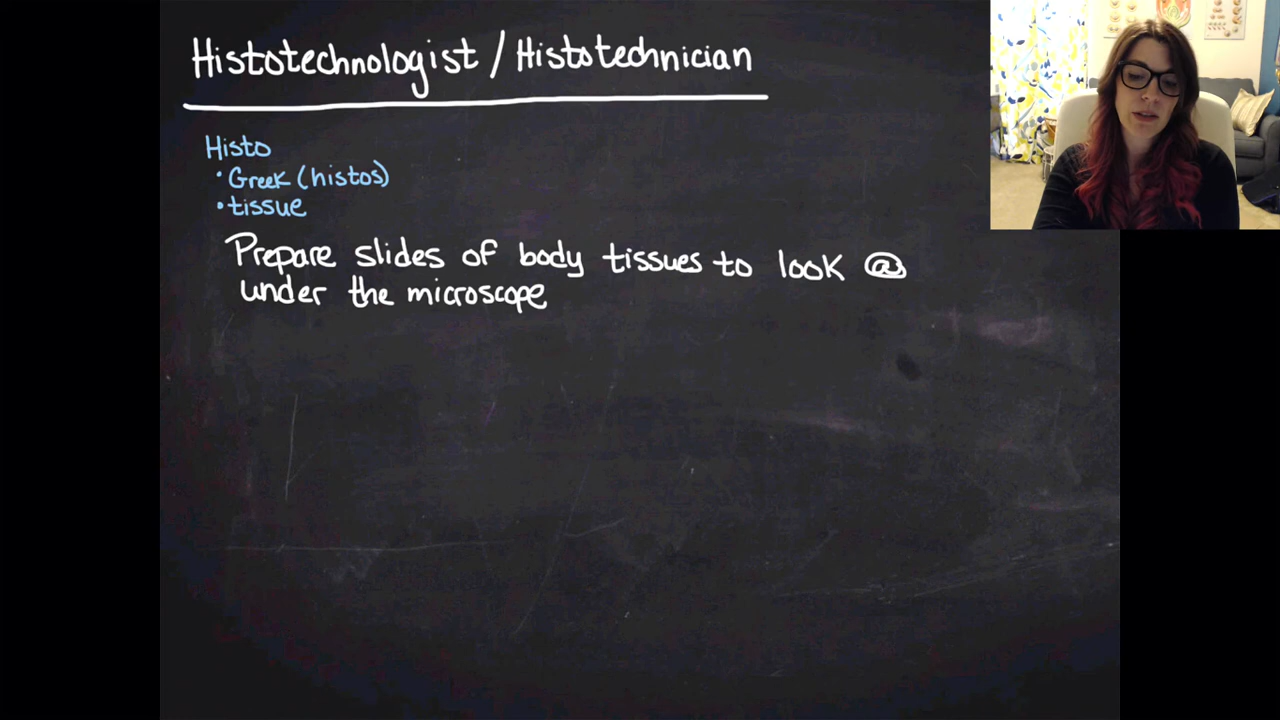 Histotechnologist / Histotechnician
Histo
• Greek (histos)
• tissue
Prepare slides of body tissues to look @
under the microscope